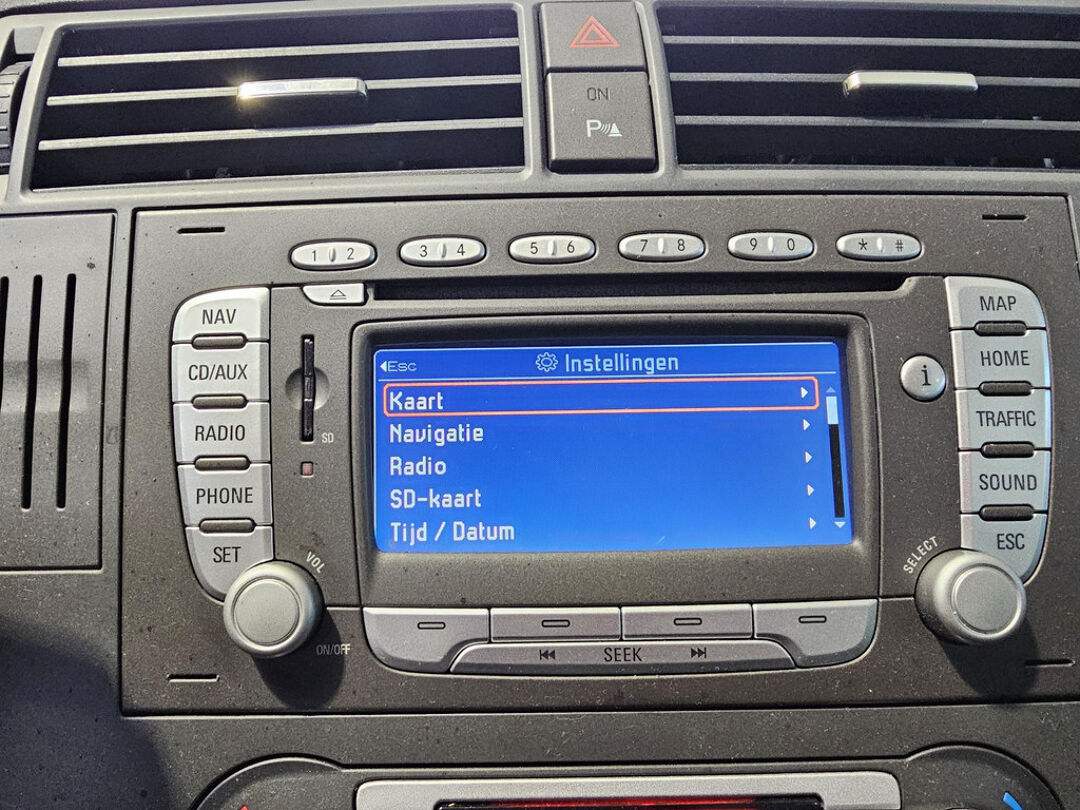 ON
P
1 2
3 4
5 6
7 8
9 0
* #
NAV
CD/AUX
RADIO
PHONE
SET
SD
Esc
Instellingen
Kaart
Navigatie
Radio
SD-kaart
Tijd / Datum
i
MAP
HOME
TRAFFIC
SOUND
ESC
VOL
ON/OFF
SELECT
SEEK